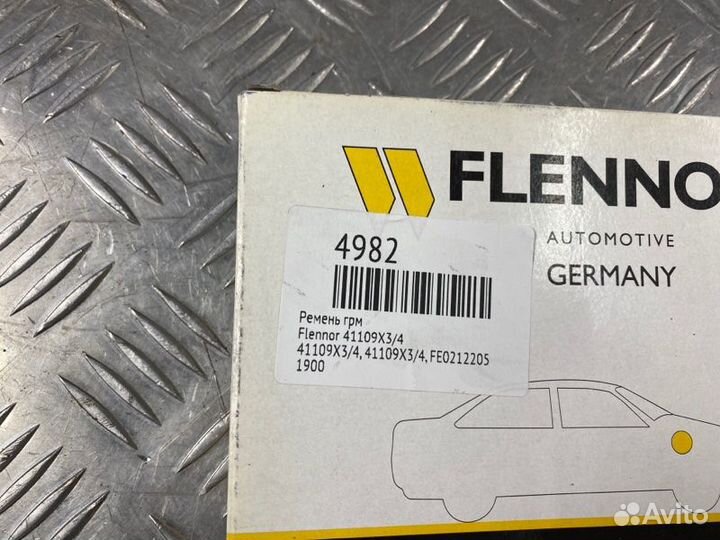 FLENNO
AUTOMOTIVE
GERMANY
4982
Ремень грм
Flennor 41109X3/4
41109X3/4, 41109X3/4, FE0212205
1900
Avito